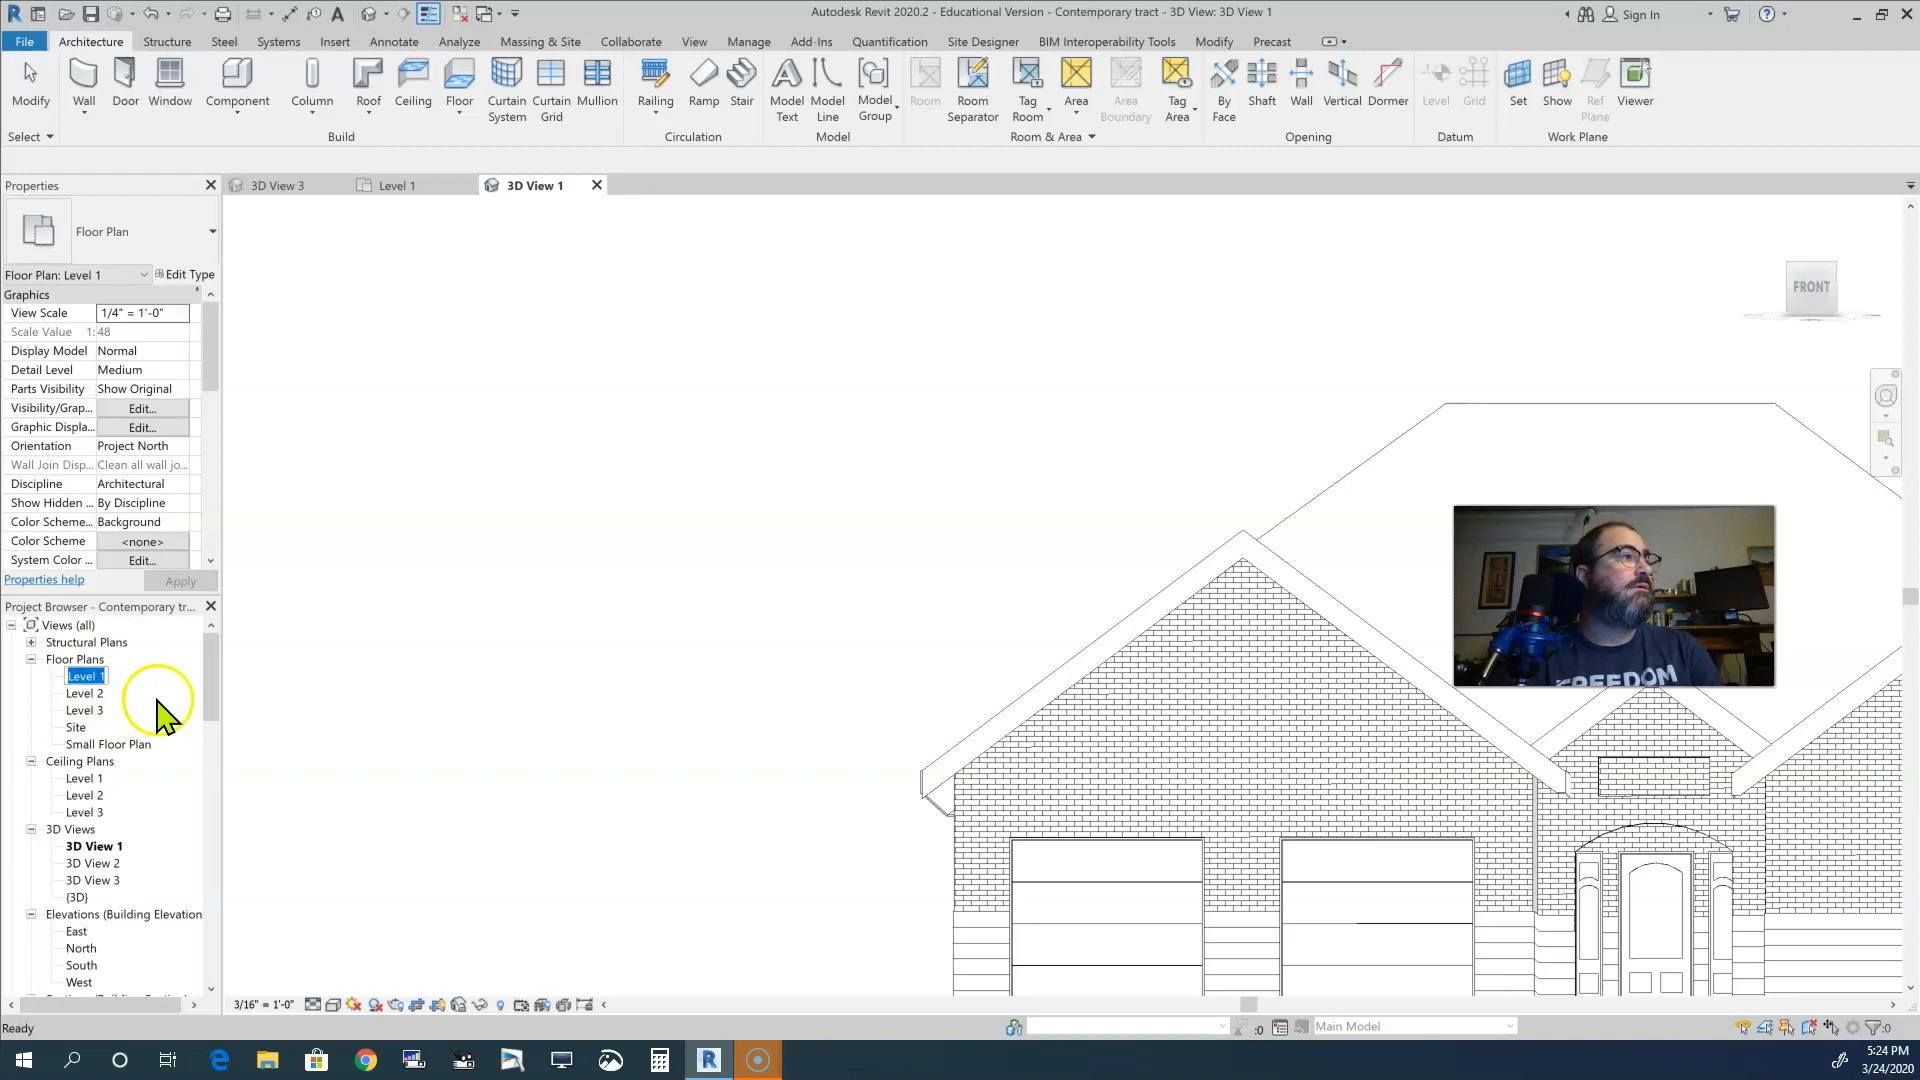 Autodesk Revit 2020.2 - Educational Version - Contemporary tract - 3D View: 3D View 1
Sign In
File Architecture Structure Steel Systems Insert Annotate Analyze Massing & Site Collaborate View Manage Add-Ins Quantification Site Designer BIM Interoperability Tools Modify Precast
Modify Wall Door Window Component Column Roof Ceiling Floor Curtain System Curtain Grid Mullion Railing Ramp Stair Model Text Model Line Model Group Room Room Separator Tag Room Area Area Boundary Tag Area By Face Shaft Wall Vertical Dormer Level Grid Set Show Ref Plane Viewer
Select Build Circulation Model Room & Area Opening Datum Work Plane
Properties
3D View 3 Level 1 3D View 1
Floor Plan
Floor Plan: Level 1 Edit Type
Graphics
View Scale 1/4" = 1'-0"
Scale Value 1: 48
Display Model Normal
Detail Level Medium
Parts Visibility Show Original
Visibility/Grap... Edit...
Graphic Displa... Edit...
Orientation Project North
Wall Join Disp... Clean all wall jo...
Discipline Architectural
Show Hidden ... By Discipline
Color Scheme... Background
Color Scheme <none>
System Color ... Edit...
Properties help Apply
FRONT
FREEDOM
Project Browser - Contemporary tr...
Views (all)
Structural Plans
Floor Plans
Level 1
Level 2
Level 3
Site
Small Floor Plan
Ceiling Plans
Level 1
Level 2
Level 3
3D Views
3D View 1
3D View 2
3D View 3
{3D}
Elevations (Building Elevation
East
North
South
West
3/16" = 1'-0"
Ready
:0 Main Model :0
5:24 PM
3/24/2020